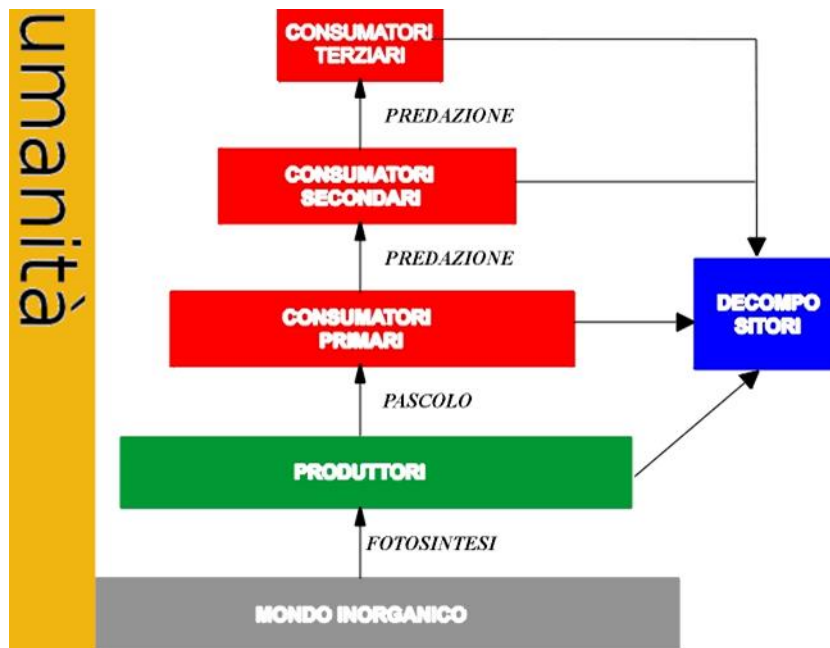 umanità
CONSUMATORI
TERZIARI
PREDAZIONE
CONSUMATORI
SECONDARI
PREDAZIONE
CONSUMATORI
PRIMARI
DECOMPO
SITORI
PASCOLO
PRODUTTORI
FOTOSINTESI
MONDO INORGANICO